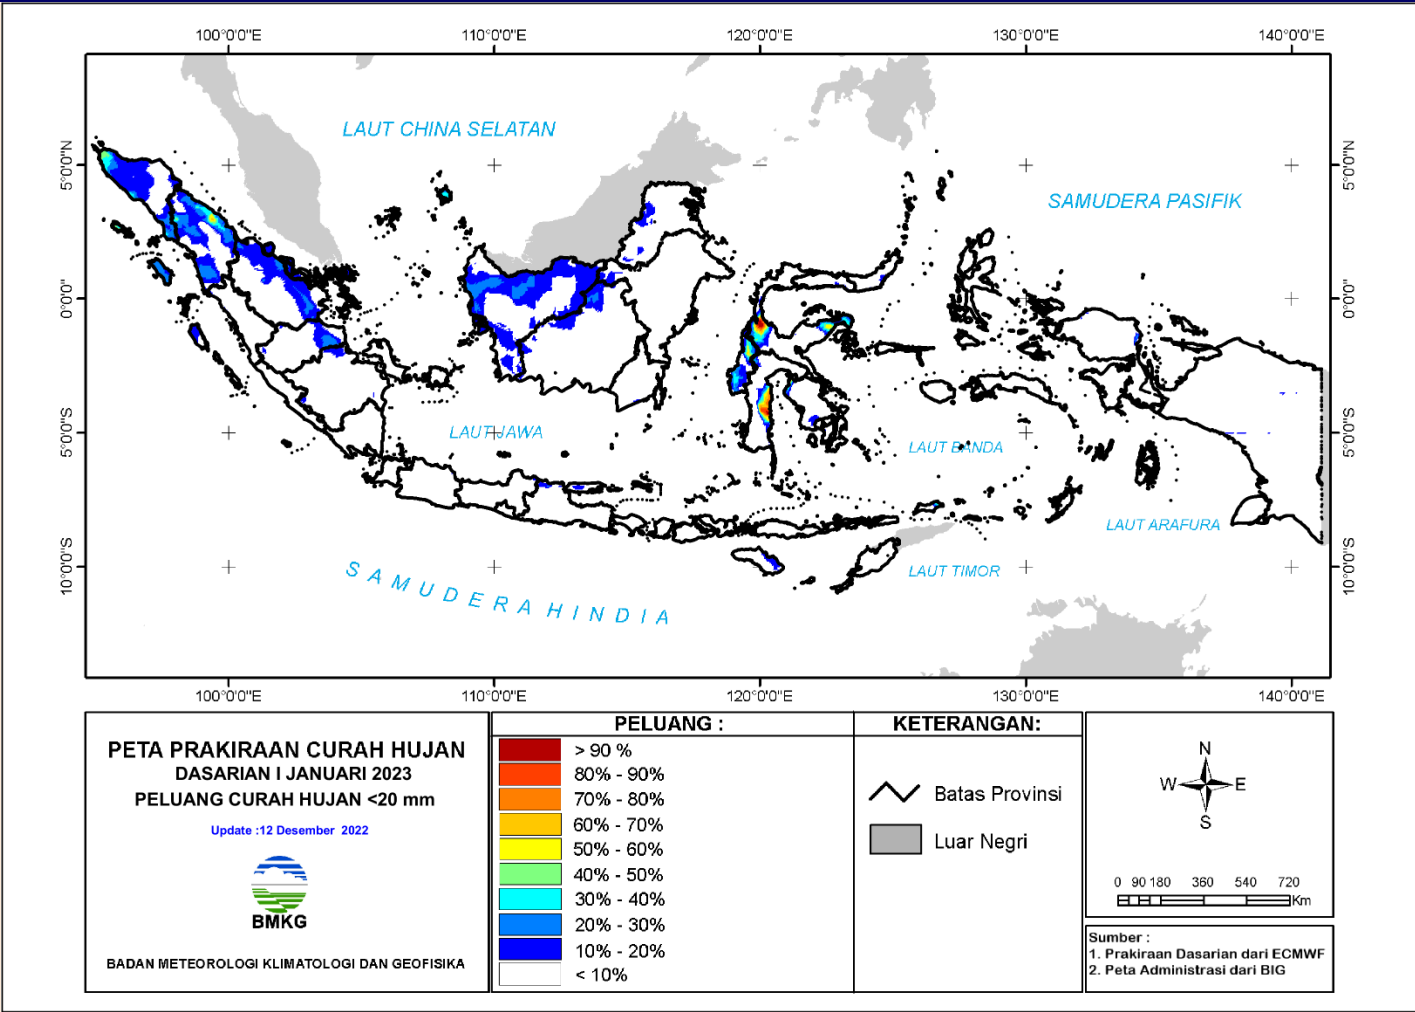 100°0'0"E 110°0'0"E 120°0'0"E 130°0'0"E 140°0'0"E
5°0'0"N
0°0'0"
5°0'0"S
10°0'0"S
LAUT CHINA SELATAN
SAMUDERA PASIFIK
LAUT JAWA
LAUT BANDA
LAUT ARAFURA
LAUT TIMOR
SAMUDERA HINDIA
5°0'0"N
0°0'0"
5°0'0"S
10°0'0"S
100°0'0"E 110°0'0"E 120°0'0"E 130°0'0"E 140°0'0"E
PETA PRAKIRAAN CURAH HUJAN
DASARIAN I JANUARI 2023
PELUANG CURAH HUJAN <20 mm
Update :12 Desember 2022
BMKG
BADAN METEOROLOGI KLIMATOLOGI DAN GEOFISIKA
PELUANG :
> 90 %
80% - 90%
70% - 80%
60% - 70%
50% - 60%
40% - 50%
30% - 40%
20% - 30%
10% - 20%
< 10%
KETERANGAN:
Batas Provinsi
Luar Negri
N
W E
S
0 90 180 360 540 720
Km
Sumber :
1. Prakiraan Dasarian dari ECMWF
2. Peta Administrasi dari BIG